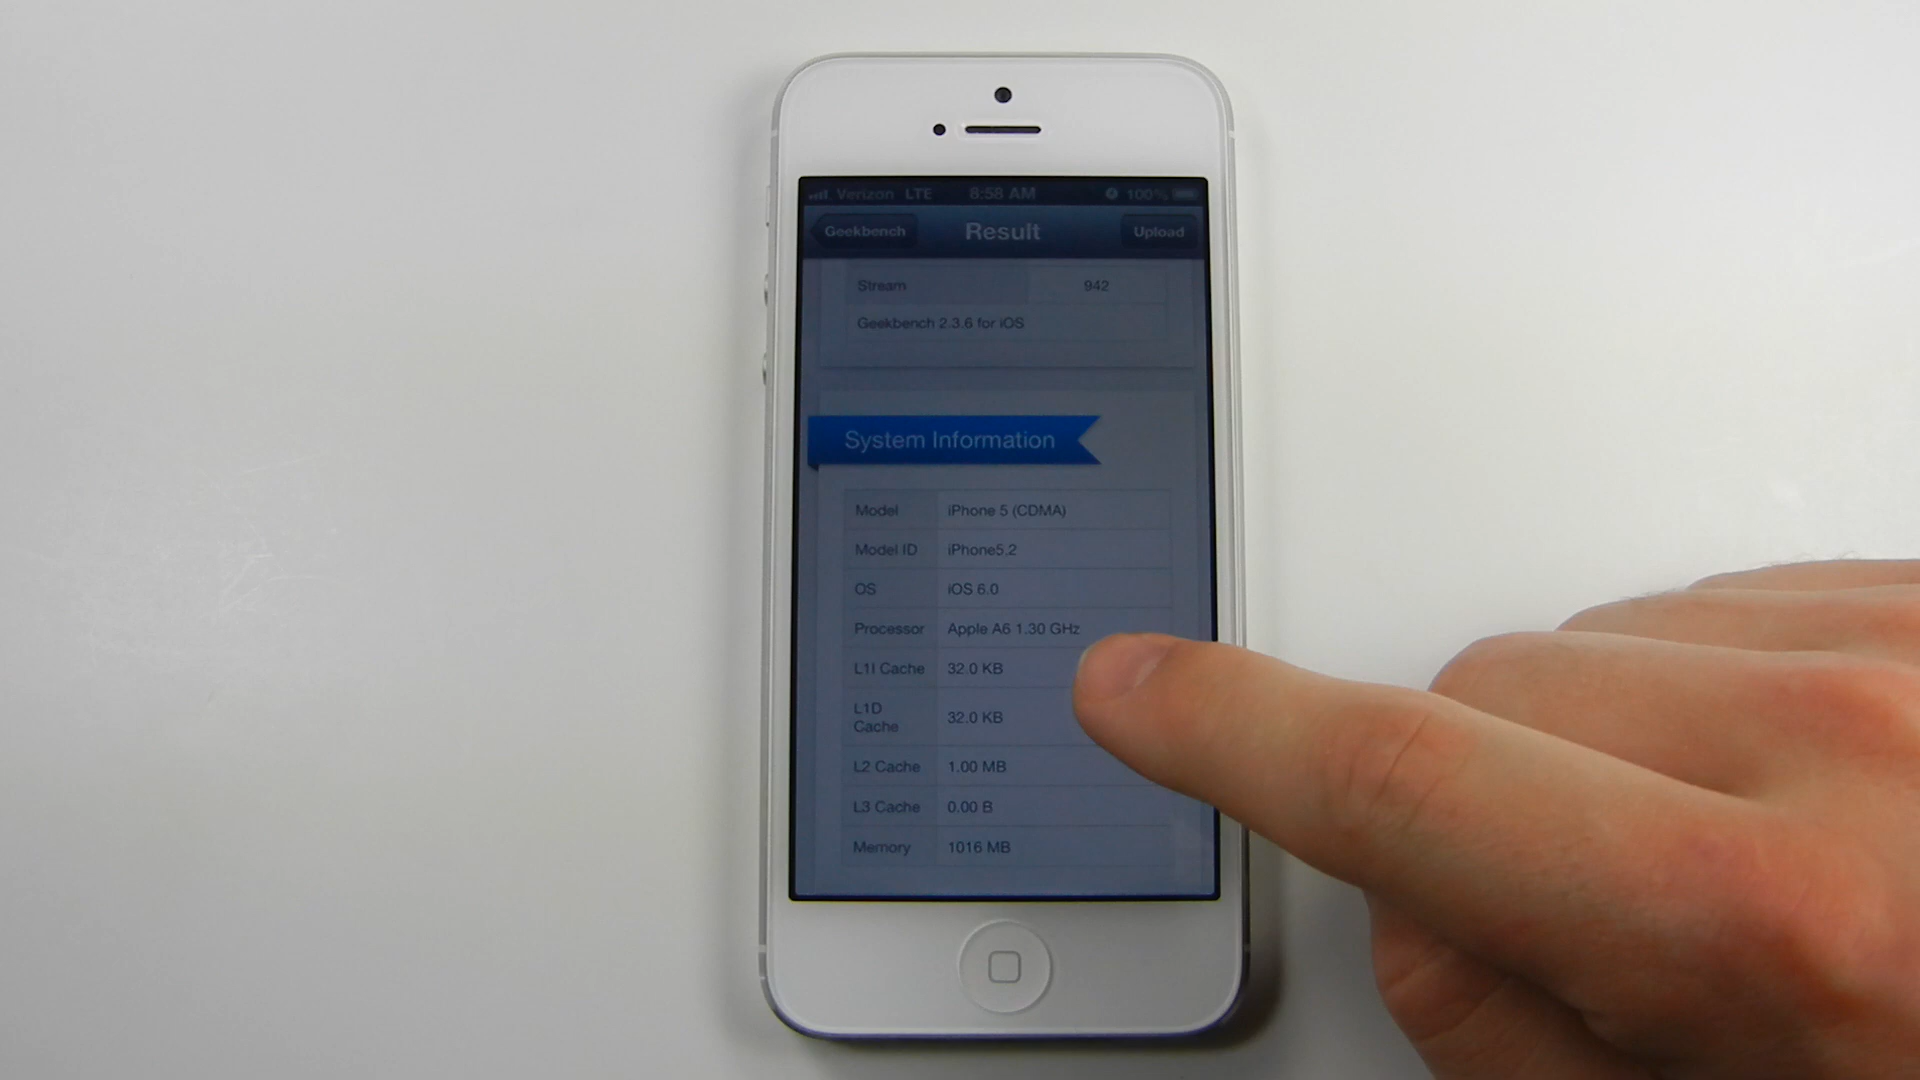 Verizon LTE 8:58 AM 100%
Geekbench Result Upload
Stream 942
Geekbench 2.3.6 for iOS
System Information
Model iPhone 5 (CDMA)
Model ID iPhone5,2
OS iOS 6.0
Processor Apple A6 1.30 GHz
L1I Cache 32.0 KB
L1D
Cache 32.0 KB
L2 Cache 1.00 MB
L3 Cache 0.00 B
Memory 1016 MB